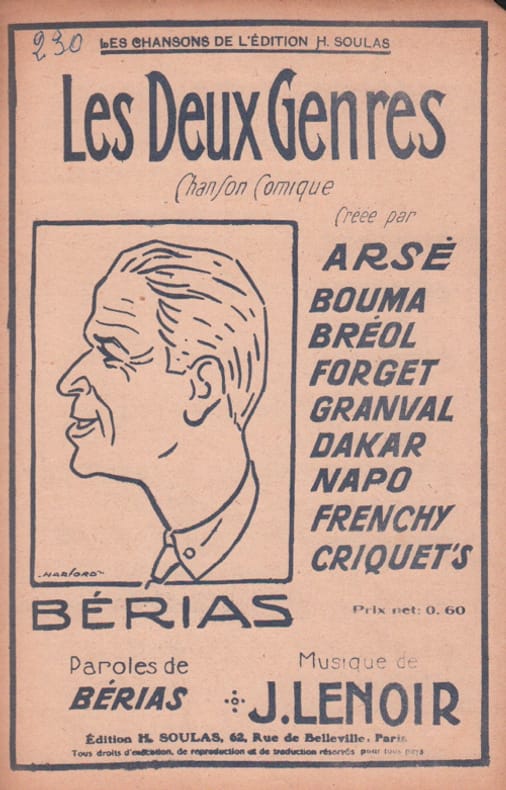 230
LES CHANSONS DE L'ÉDITION H. SOULAS
Les Deux Genres
Chanson Comique
Créée par
ARSÉ
BOUMA
BRÉOL
FORGET
GRANVAL
DAKAR
NAPO
FRENCHY
CRIQUET'S
-HARFORD-
BÉRIAS
Prix net: 0.60
Paroles de
BÉRIAS
Musique de
J. LENOIR
Édition H. SOULAS, 62, Rue de Belleville, Paris
Tous droits d'exécution, de reproduction et de traduction réservés pour tous pays